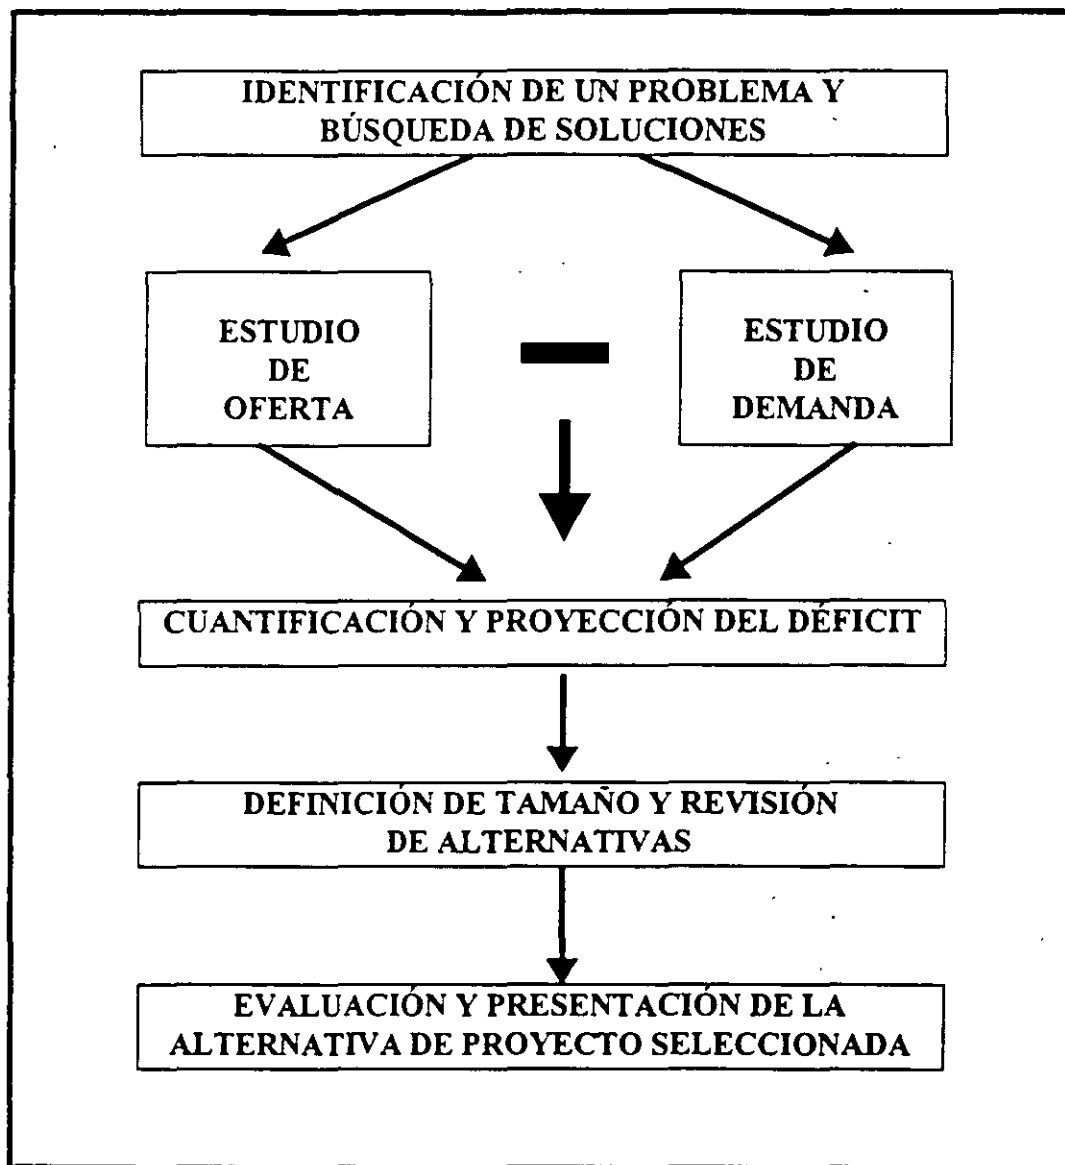 IDENTIFICACIÓN DE UN PROBLEMA Y
BÚSQUEDA DE SOLUCIONES
ESTUDIO
DE
OFERTA
ESTUDIO
DE
DEMANDA
CUANTIFICACIÓN Y PROYECCIÓN DEL DÉFICIT
DEFINICIÓN DE TAMAÑO Y REVISIÓN
DE ALTERNATIVAS
EVALUACIÓN Y PRESENTACIÓN DE LA
ALTERNATIVA DE PROYECTO SELECCIONADA